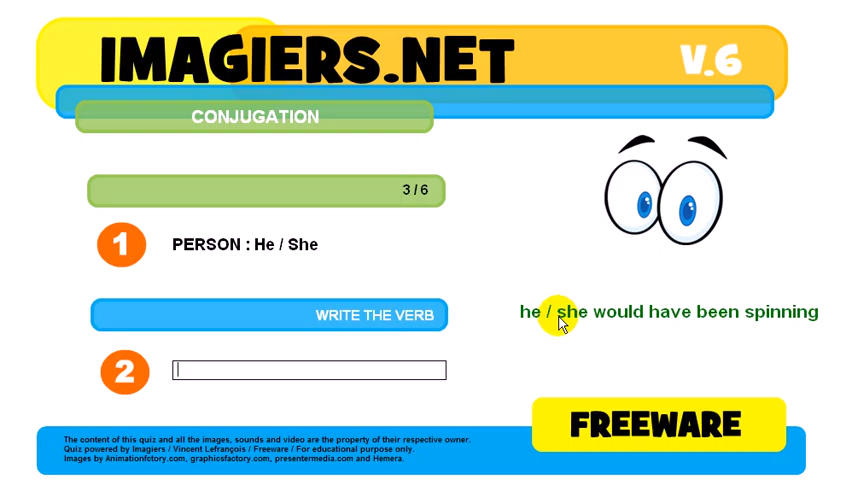 IMAGIERS.NET
V.6
CONJUGATION
3 / 6
1
PERSON : He / She
WRITE THE VERB
he / she would have been spinning
2
FREEWARE
The content of this quiz and all the images, sounds and video are the property of their respective owner.
Quiz powered by Imagiers / Vincent Lefrançois / Freeware / For educational purpose only.
Images by Animationfctory.com, graphicsfactory.com, presentermedia.com and Hemera.